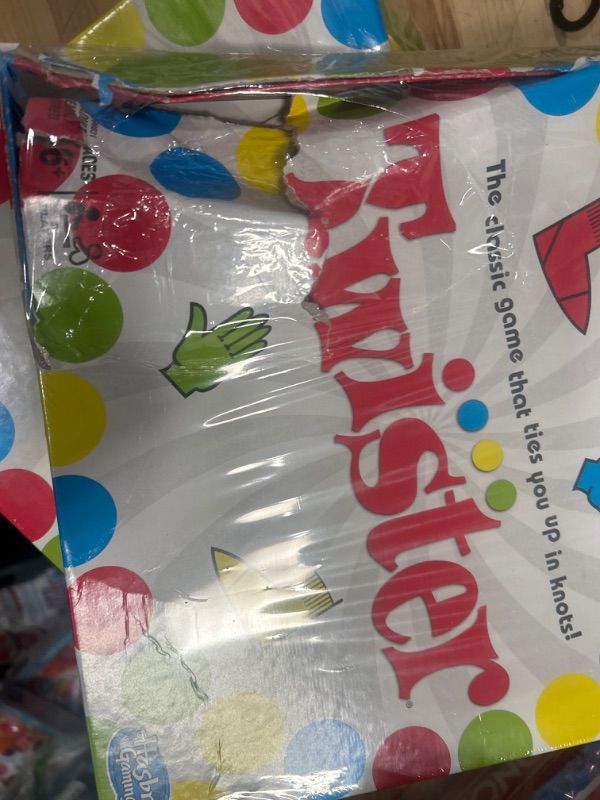 The classic game that ties you up in knots!
Twister
AGES
6+
Hasbro
Gaming